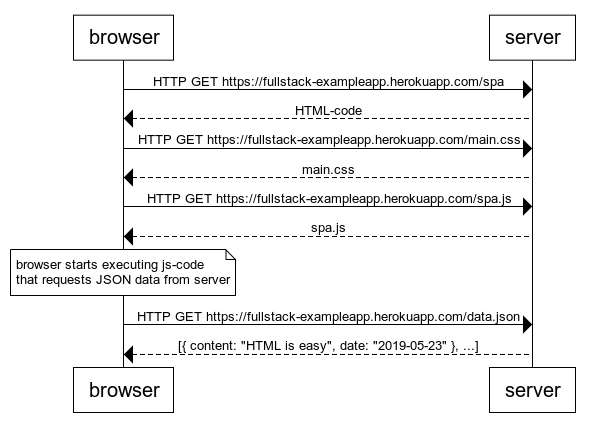 browser server
HTTP GET https://fullstack-exampleapp.herokuapp.com/spa
HTML-code
HTTP GET https://fullstack-exampleapp.herokuapp.com/main.css
main.css
HTTP GET https://fullstack-exampleapp.herokuapp.com/spa.js
spa.js
browser starts executing js-code
that requests JSON data from server
HTTP GET https://fullstack-exampleapp.herokuapp.com/data.json
[{ content: "HTML is easy", date: "2019-05-23" }, ...]
browser server